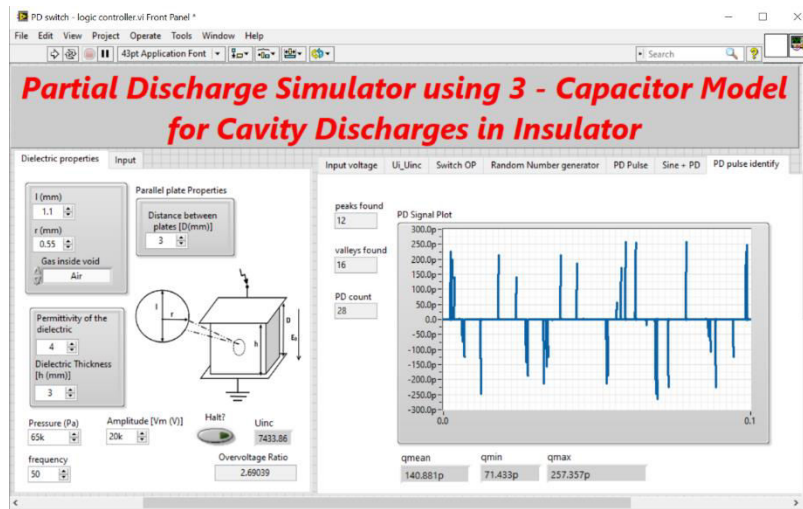 PD switch - logic controller.vi Front Panel *
File Edit View Project Operate Tools Window Help
43pt Application Font
Search
Partial Discharge Simulator using 3 - Capacitor Model
for Cavity Discharges in Insulator
Dielectric properties Input
l (mm)
1.1
r (mm)
0.55
Gas inside void
Air
Parallel plate Properties
Distance between
plates [D(mm)]
3
Permittivity of the
dielectric
4
Dielectric Thickness
[h (mm)]
3
l
r
h
D
Pressure (Pa)
65k
Amplitude [Vm (V)]
20k
Halt?
Uinc
7433.86
frequency
50
Overvoltage Ratio
2.69039
Input voltage Ui_Uinc Switch OP Random Number generator PD Pulse Sine + PD PD pulse identify
peaks found
12
valleys found
16
PD count
28
PD Signal Plot
300.0p
250.0p
200.0p
150.0p
100.0p
50.0p
0.0
-50.0p
-100.0p
-150.0p
-200.0p
-250.0p
-300.0p
0.0 0.1
qmean qmin qmax
140.881p 71.433p 257.357p